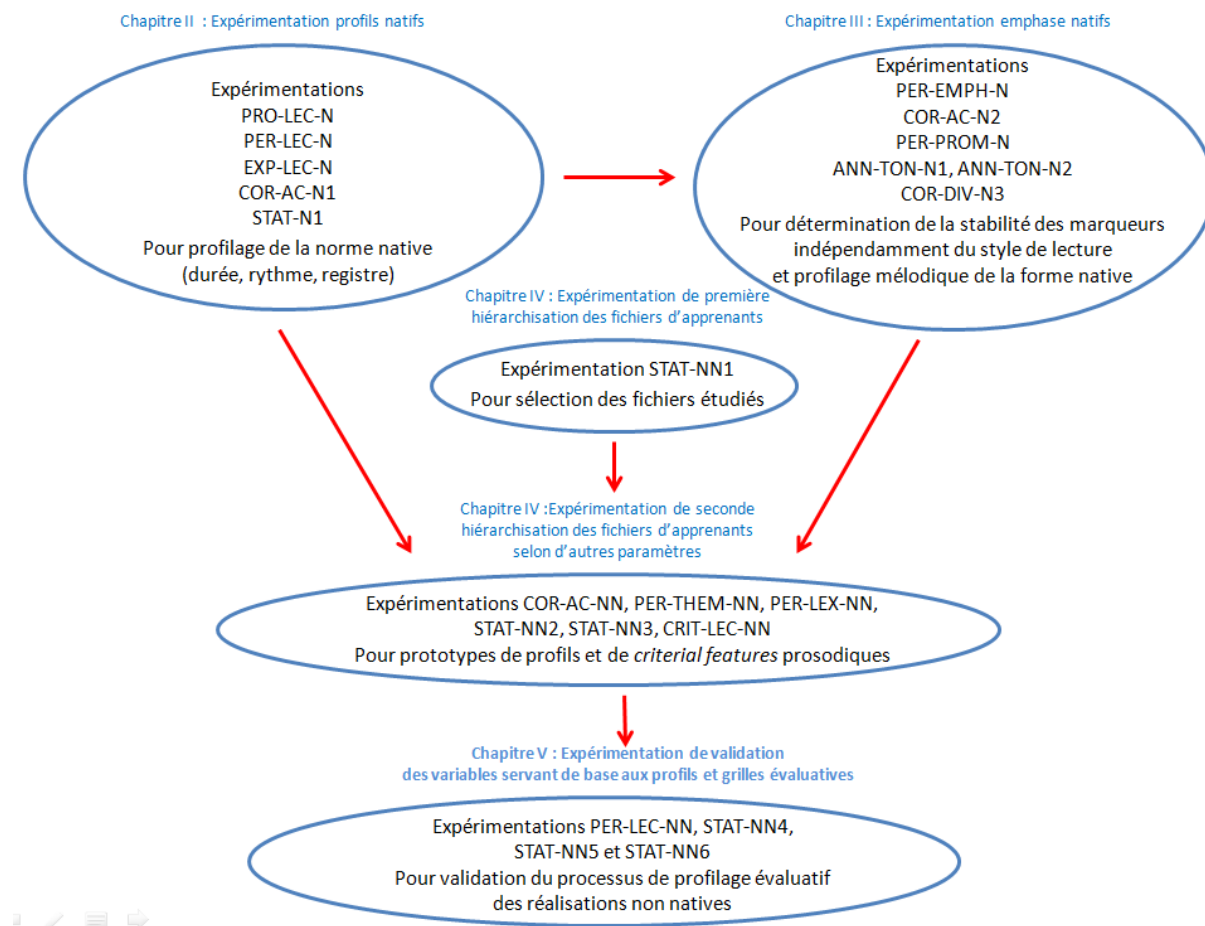 Chapitre II : Expérimentation profils natifs
Expérimentations
PRO-LEC-N
PER-LEC-N
EXP-LEC-N
COR-AC-N1
STAT-N1
Pour profilage de la norme native
(durée, rythme, registre)
Chapitre III : Expérimentation emphase natifs
Expérimentations
PER-EMPH-N
COR-AC-N2
PER-PROM-N
ANN-TON-N1, ANN-TON-N2
COR-DIV-N3
Pour détermination de la stabilité des marqueurs
indépendamment du style de lecture
et profilage mélodique de la forme native
Chapitre IV : Expérimentation de première
hiérarchisation des fichiers d'apprenants
Expérimentation STAT-NN1
Pour sélection des fichiers étudiés
Chapitre IV :Expérimentation de seconde
hiérarchisation des fichiers d'apprenants
selon d'autres paramètres
Expérimentations COR-AC-NN, PER-THEM-NN, PER-LEX-NN,
STAT-NN2, STAT-NN3, CRIT-LEC-NN
Pour prototypes de profils et de criterial features prosodiques
Chapitre V : Expérimentation de validation
des variables servant de base aux profils et grilles évaluatives
Expérimentations PER-LEC-NN, STAT-NN4,
STAT-NN5 et STAT-NN6
Pour validation du processus de profilage évaluatif
des réalisations non natives